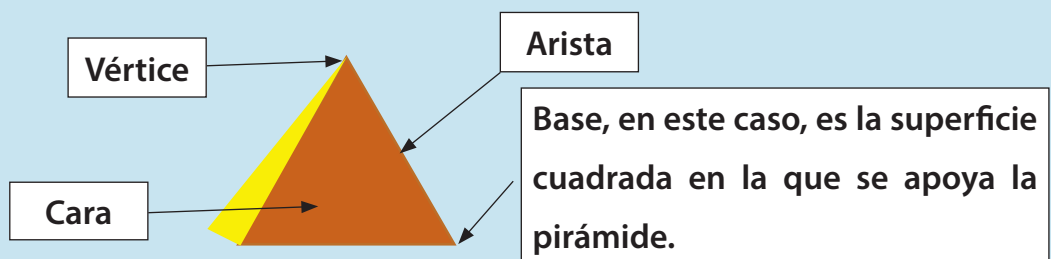 Vértice
Arista
Base, en este caso, es la superficie
cuadrada en la que se apoya la
pirámide.
Cara